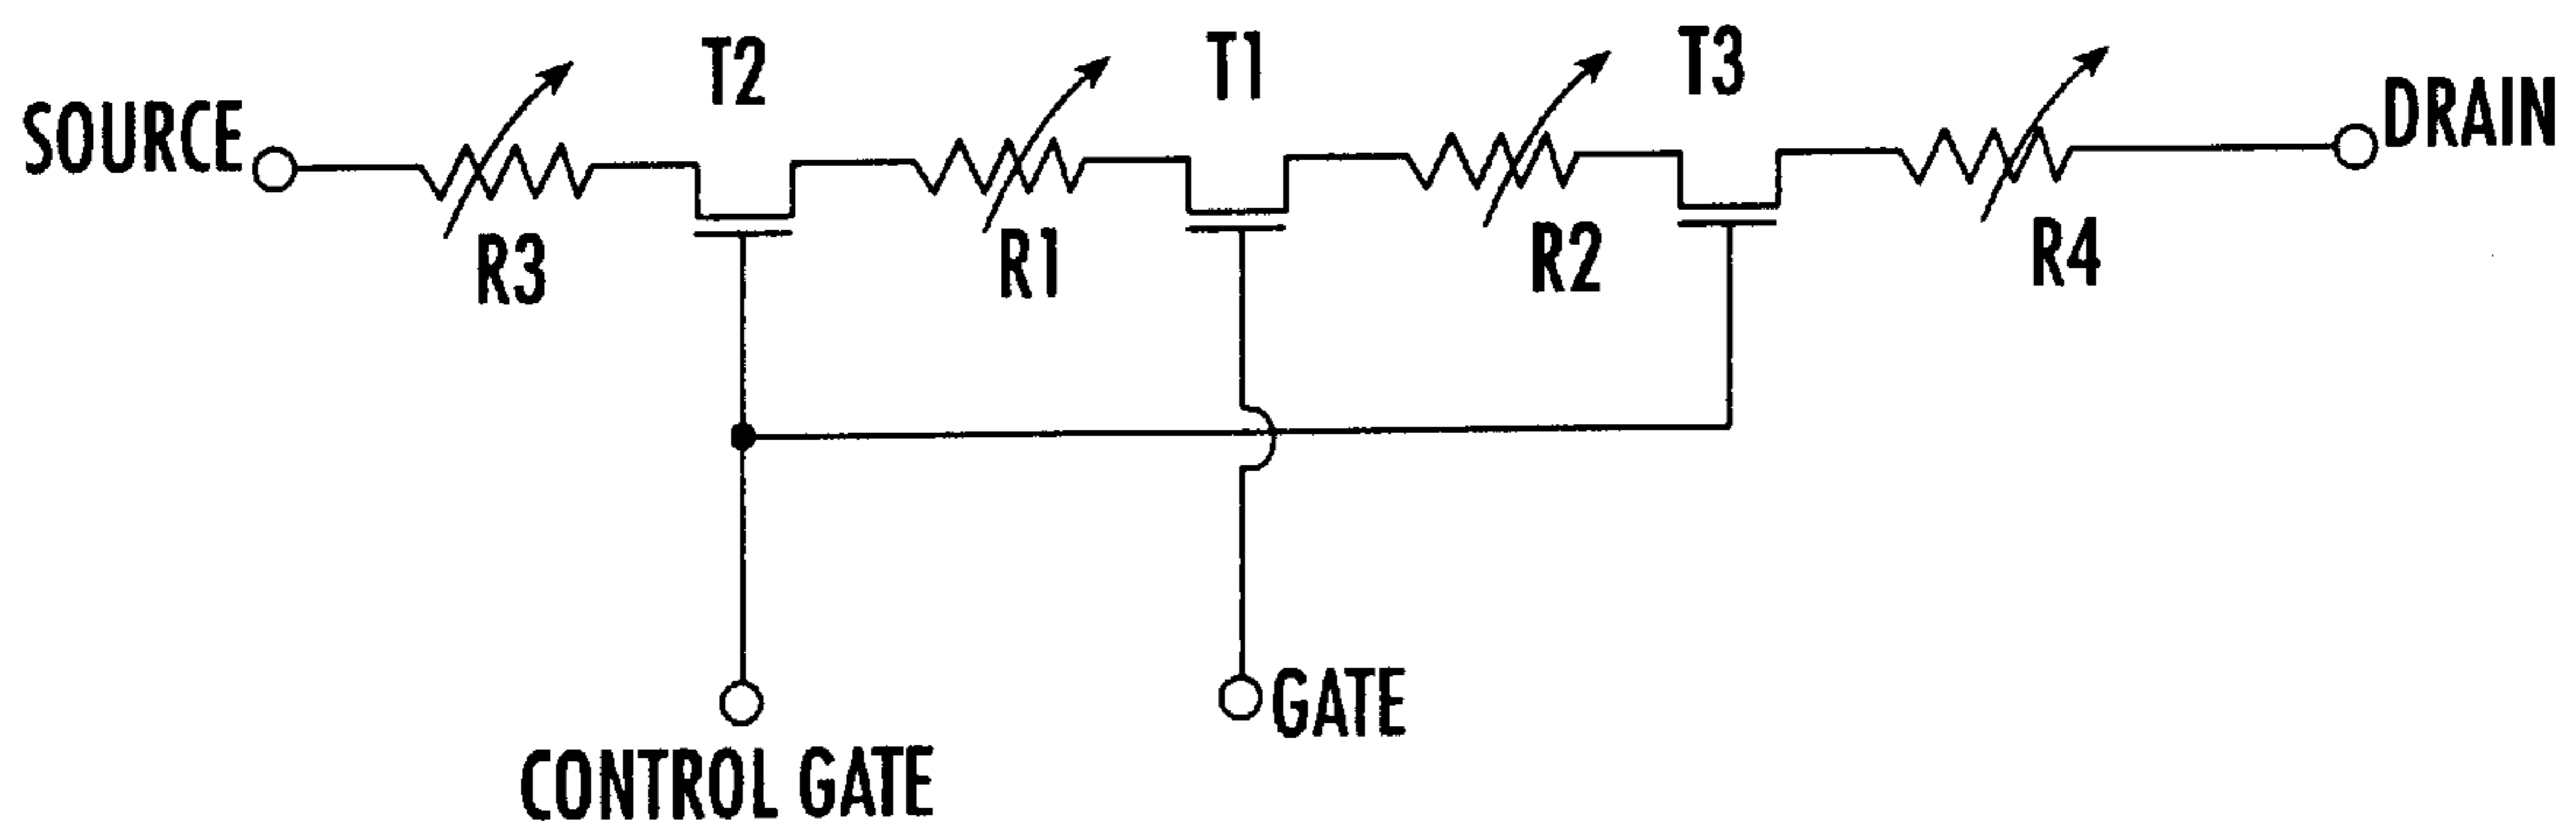 T2
T1
T3
SOURCE
DRAIN
R3
R1
R2
R4
GATE
CONTROL GATE